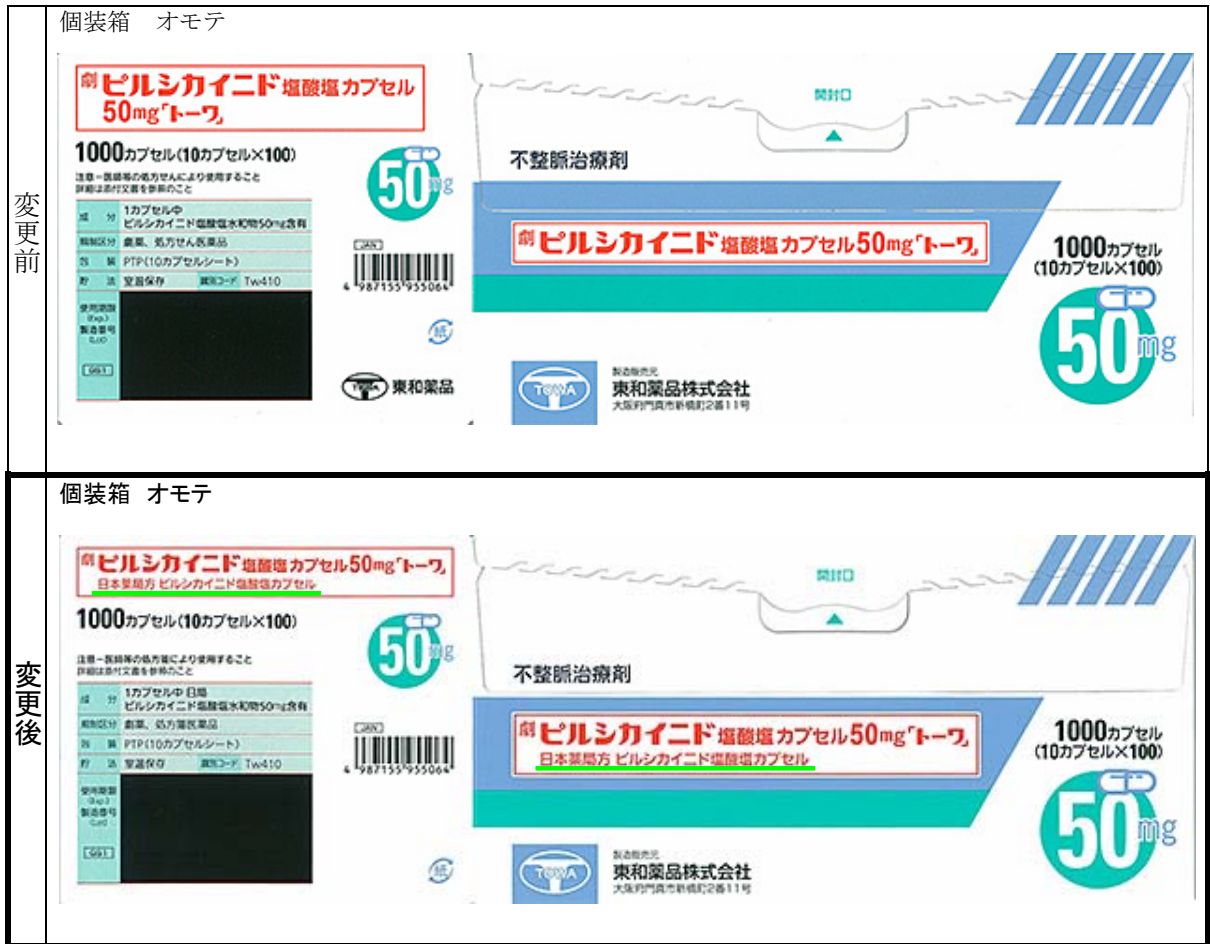 変更前
個装箱　オモテ
劇 ピルシカイニド塩酸塩カプセル
50mg「トーワ」
1000カプセル(10カプセル×100)
注意－医師等の処方せんにより使用すること
詳細は添付文書を参照のこと
50mg
成分 1カプセル中
ピルシカイニド塩酸塩水和物50mg含有
規制区分 劇薬、処方せん医薬品
包装 PTP(10カプセルシート)
貯法 室温保存 識別コード Tw410
使用期限
(Exp.)
製造番号
(Lot)
GS1
JAN
4 987155 955064
紙
TOWA 東和薬品
開封口
不整脈治療剤
劇 ピルシカイニド塩酸塩カプセル50mg「トーワ」
1000カプセル
(10カプセル×100)
50mg
TOWA
製造販売元
東和薬品株式会社
大阪府門真市新橋町2番11号
変更後
個装箱　オモテ
劇 ピルシカイニド塩酸塩カプセル50mg「トーワ」
日本薬局方 ピルシカイニド塩酸塩カプセル
1000カプセル(10カプセル×100)
注意－医師等の処方箋により使用すること
詳細は添付文書を参照のこと
50mg
成分 1カプセル中 日局
ピルシカイニド塩酸塩水和物50mg含有
規制区分 劇薬、処方箋医薬品
包装 PTP(10カプセルシート)
貯法 室温保存 識別コード Tw410
使用期限
(Exp.)
製造番号
(Lot)
GS1
JAN
4 987155 955064
紙
開封口
不整脈治療剤
劇 ピルシカイニド塩酸塩カプセル50mg「トーワ」
日本薬局方 ピルシカイニド塩酸塩カプセル
1000カプセル
(10カプセル×100)
50mg
TOWA
製造販売元
東和薬品株式会社
大阪府門真市新橋町2番11号